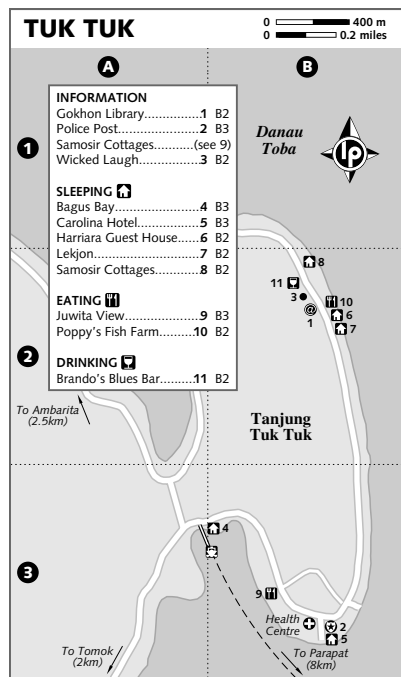 TUK TUK
0 400 m
0 0.2 miles
A
B
1
2
3
INFORMATION
Gokhon Library................1 B2
Police Post.....................2 B3
Samosir Cottages..........(see 9)
Wicked Laugh.................3 B2
SLEEPING
Bagus Bay......................4 B3
Carolina Hotel.................5 B3
Harriara Guest House......6 B2
Lekjon............................7 B2
Samosir Cottages............8 B2
EATING
Juwita View....................9 B3
Poppy's Fish Farm.........10 B2
DRINKING
Brando's Blues Bar.........11 B2
Danau
Toba
lp
8
11
3
@
1
10
6
7
To Ambarita
(2.5km)
Tanjung
Tuk Tuk
4
9
Health
Centre
2
5
To Tomok
(2km)
To Parapat
(8km)